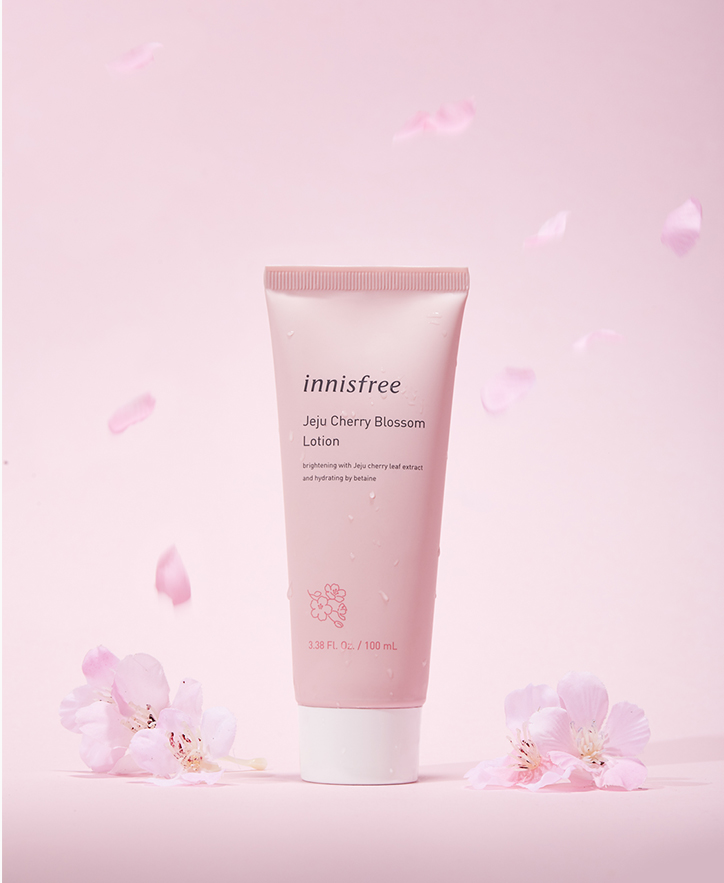 innisfree
Jeju Cherry Blossom
Lotion
brightening with Jeju cherry leaf extract
and hydrating by betaine
3.38 FL. Oz. / 100 mL